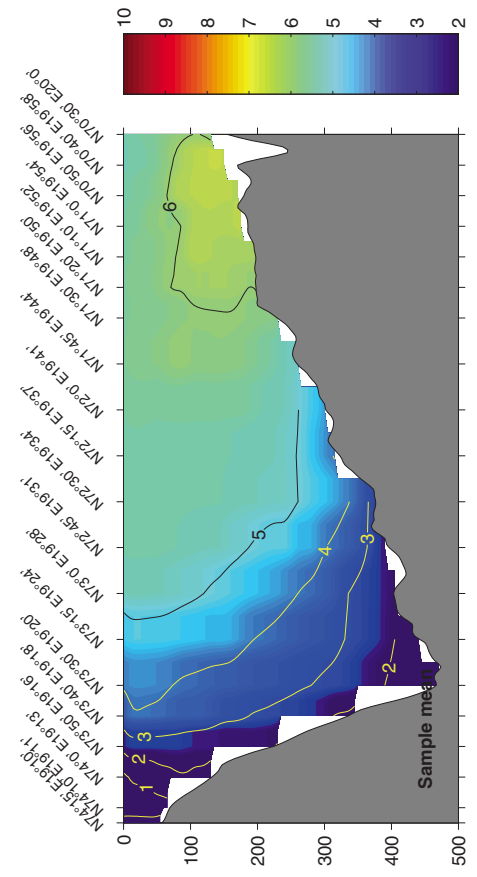 N74°15' E19°10'
N74°10' E19°11'
N74°0' E19°13'
N73°50' E19°16'
N73°40' E19°18'
N73°30' E19°20'
N73°15' E19°24'
N73°0' E19°28'
N72°45' E19°31'
N72°30' E19°34'
N72°15' E19°37'
N72°0' E19°41'
N71°45' E19°44'
N71°30' E19°48'
N71°20' E19°50'
N71°10' E19°52'
N71°0' E19°54'
N70°50' E19°56'
N70°40' E19°58'
N70°30' E20°0'
0
100
200
300
400
500
1
2
3
2
3
4
5
6
Sample mean
10
9
8
7
6
5
4
3
2